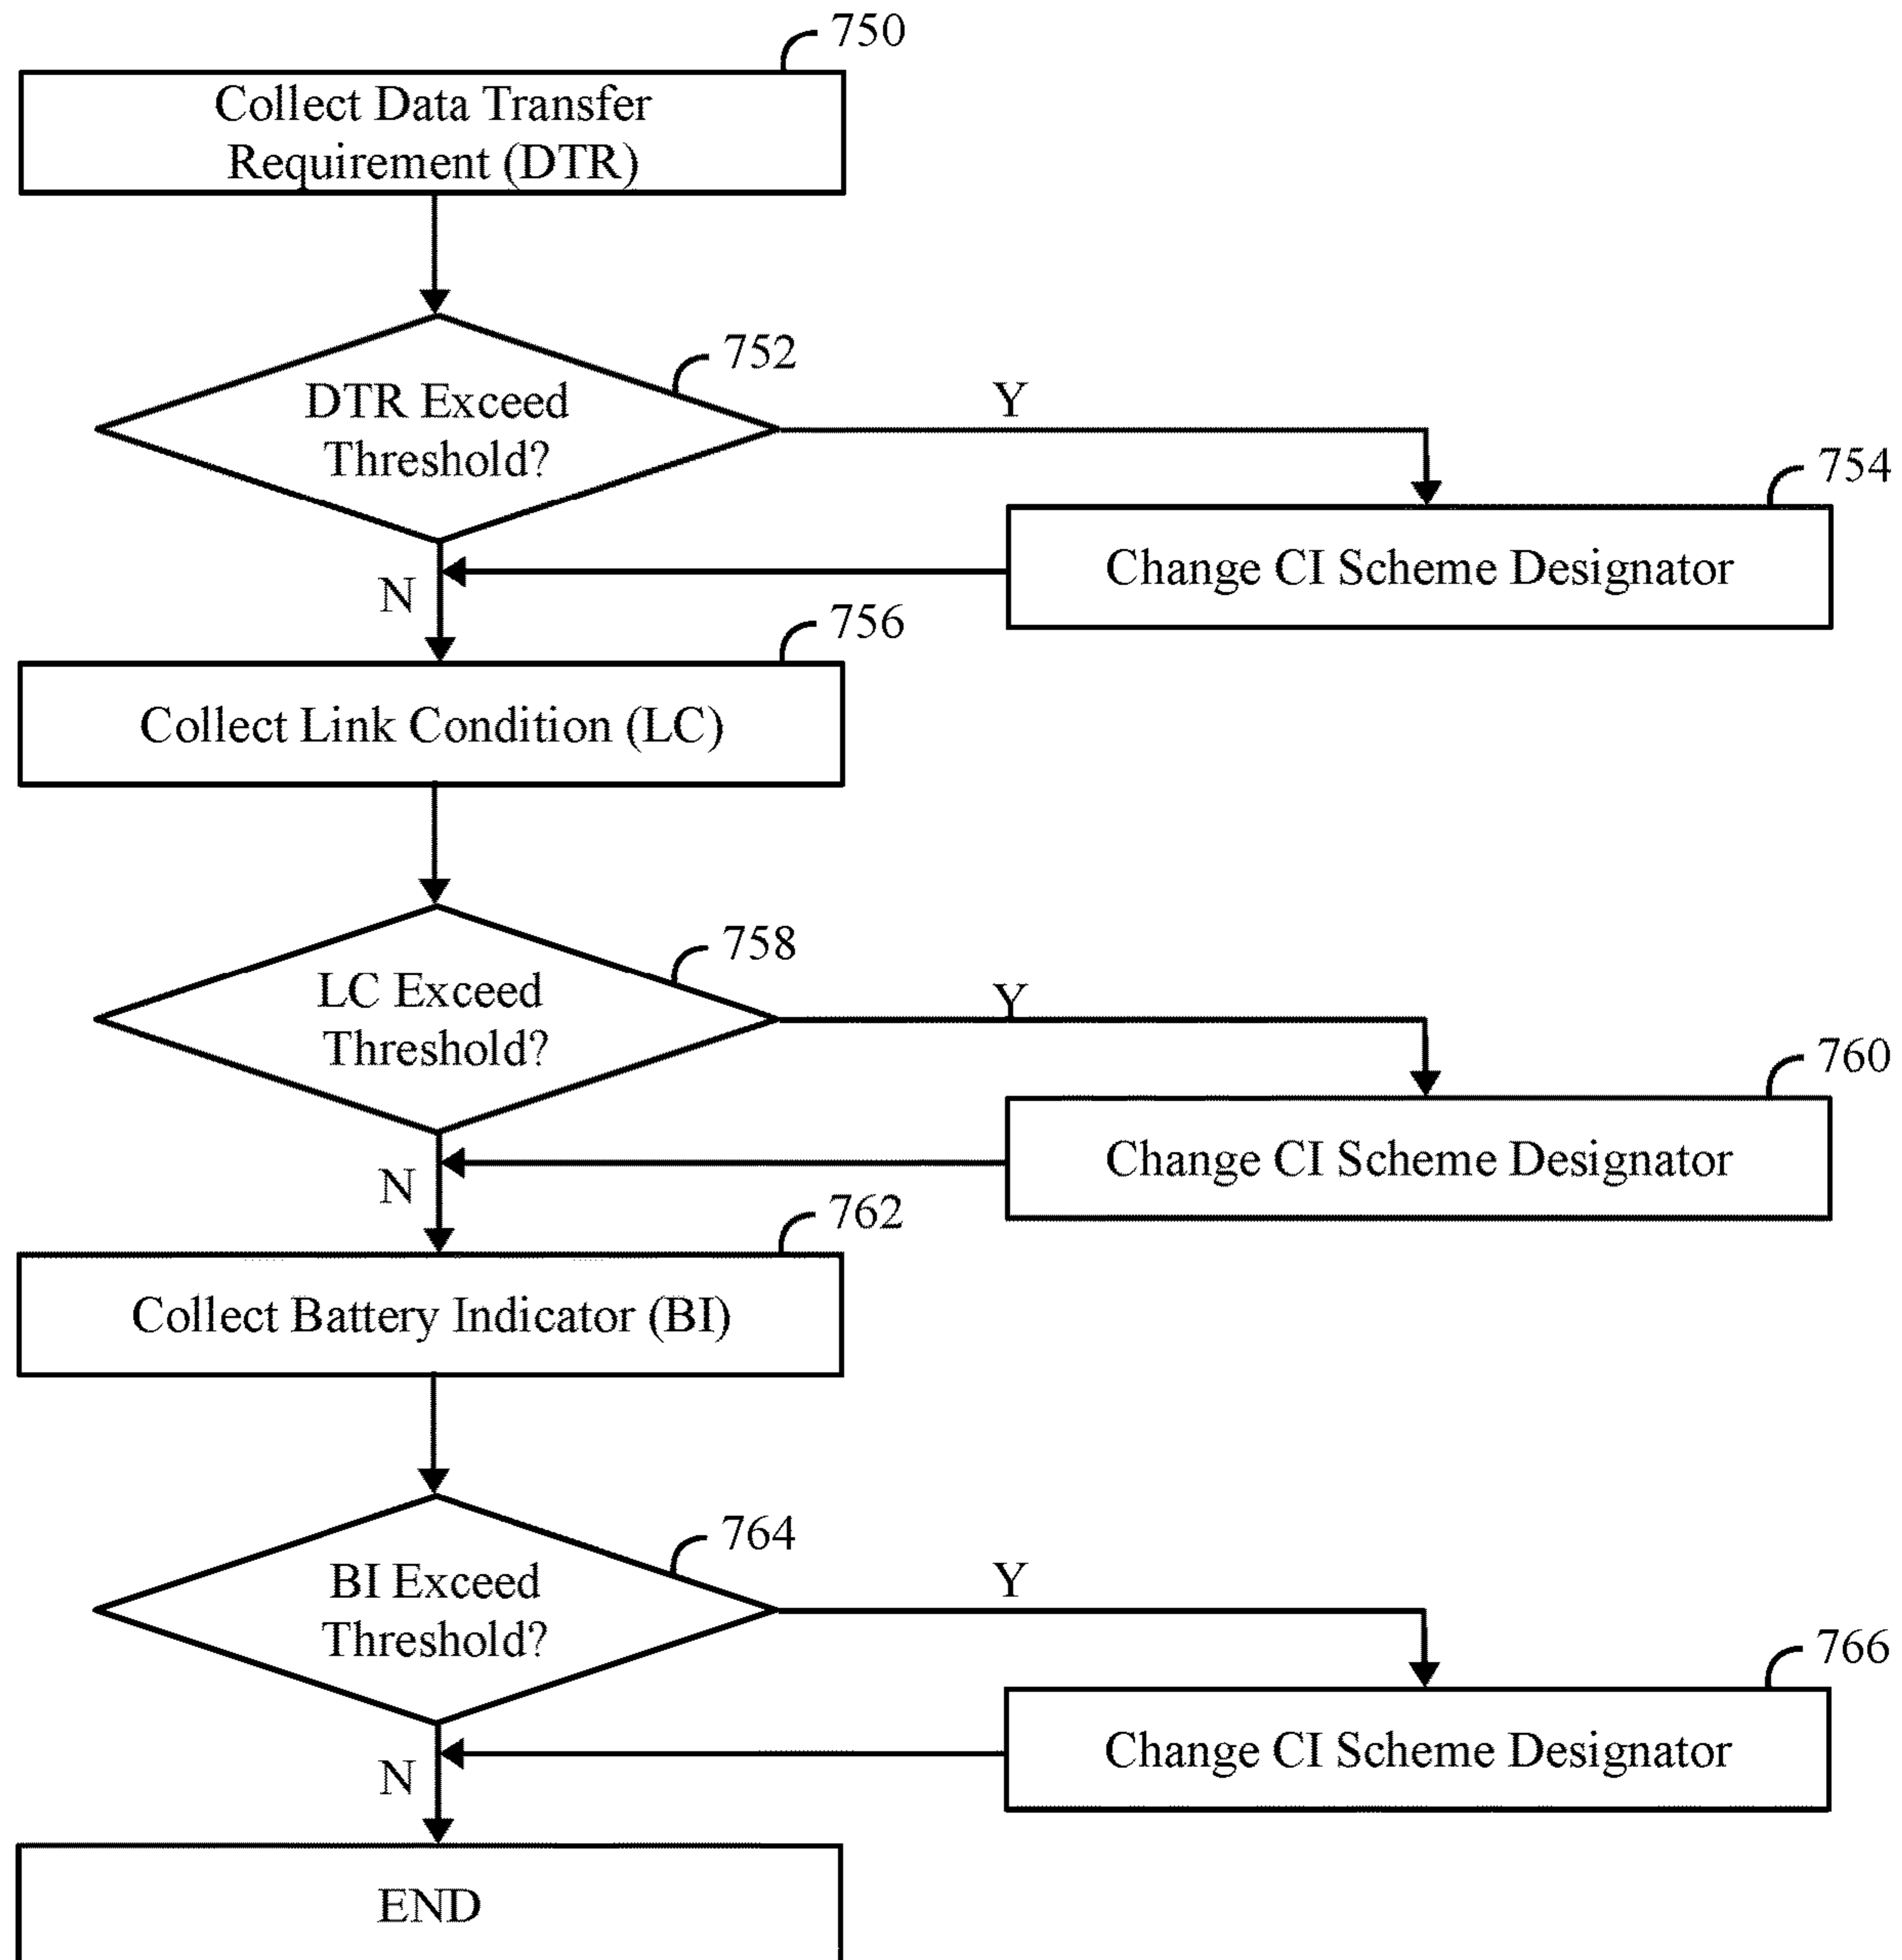 750
Collect Data Transfer
Requirement (DTR)
752
DTR Exceed
Threshold?
Y
754
Change CI Scheme Designator
N
756
Collect Link Condition (LC)
758
LC Exceed
Threshold?
Y
760
Change CI Scheme Designator
N
762
Collect Battery Indicator (BI)
764
BI Exceed
Threshold?
Y
766
Change CI Scheme Designator
N
END